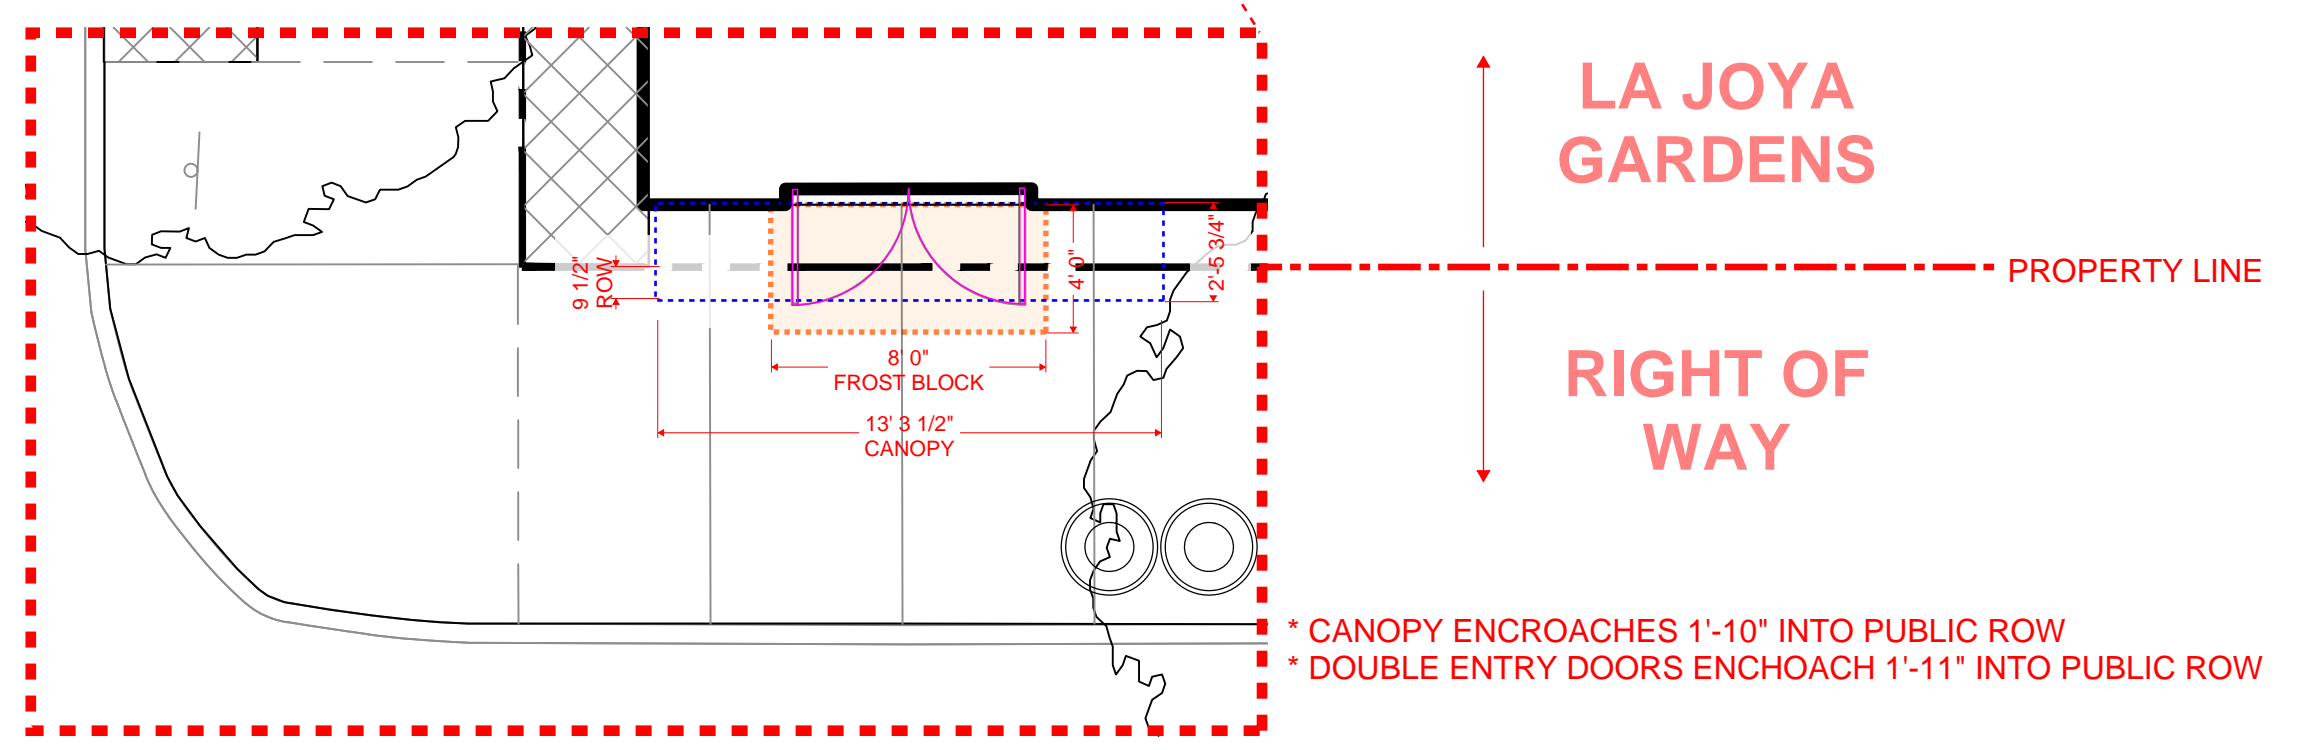 LA JOYA
GARDENS
2'-5 3/4"
4' 0"
9 1/2"
ROW
PROPERTY LINE
8' 0"
FROST BLOCK
RIGHT OF
WAY
13' 3 1/2"
CANOPY
* CANOPY ENCROACHES 1'-10" INTO PUBLIC ROW
* DOUBLE ENTRY DOORS ENCHOACH 1'-11" INTO PUBLIC ROW